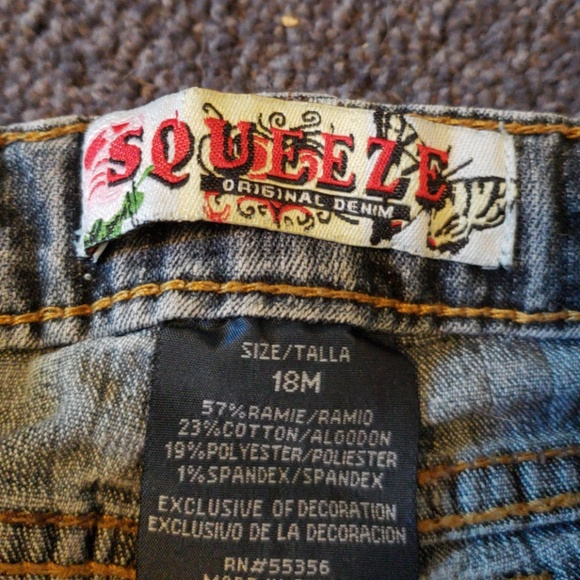 SQUEEZE
ORIGINAL DENIM
SIZE/TALLA
18M
57%RAMIE/RAMIO
23%COTTON/ALGODON
19%POLYESTER/POLIESTER
1%SPANDEX/SPANDEX
EXCLUSIVE OF DECORATION
EXCLUSIVO DE LA DECORACION
RN#55356